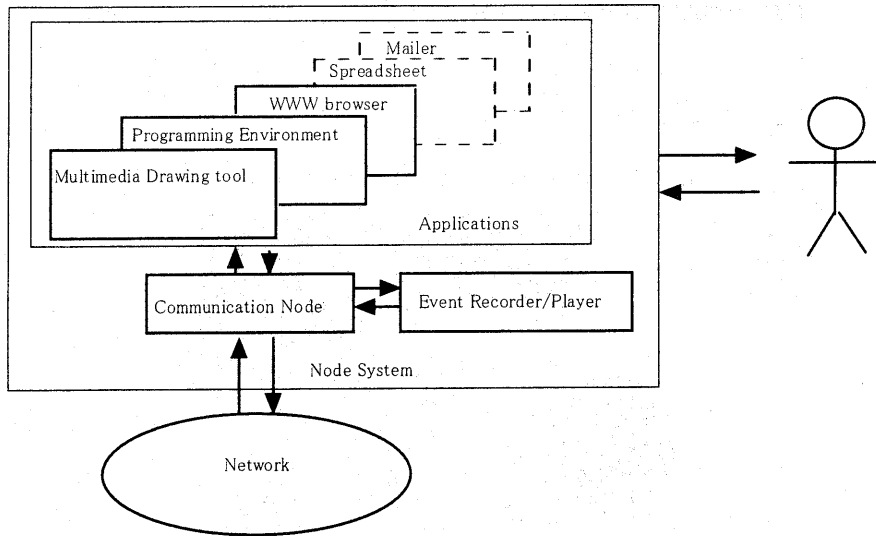 Mailer
Spreadsheet
WWW browser
Programming Environment
Multimedia Drawing tool
Applications
Communication Node
Event Recorder/Player
Node System
Network